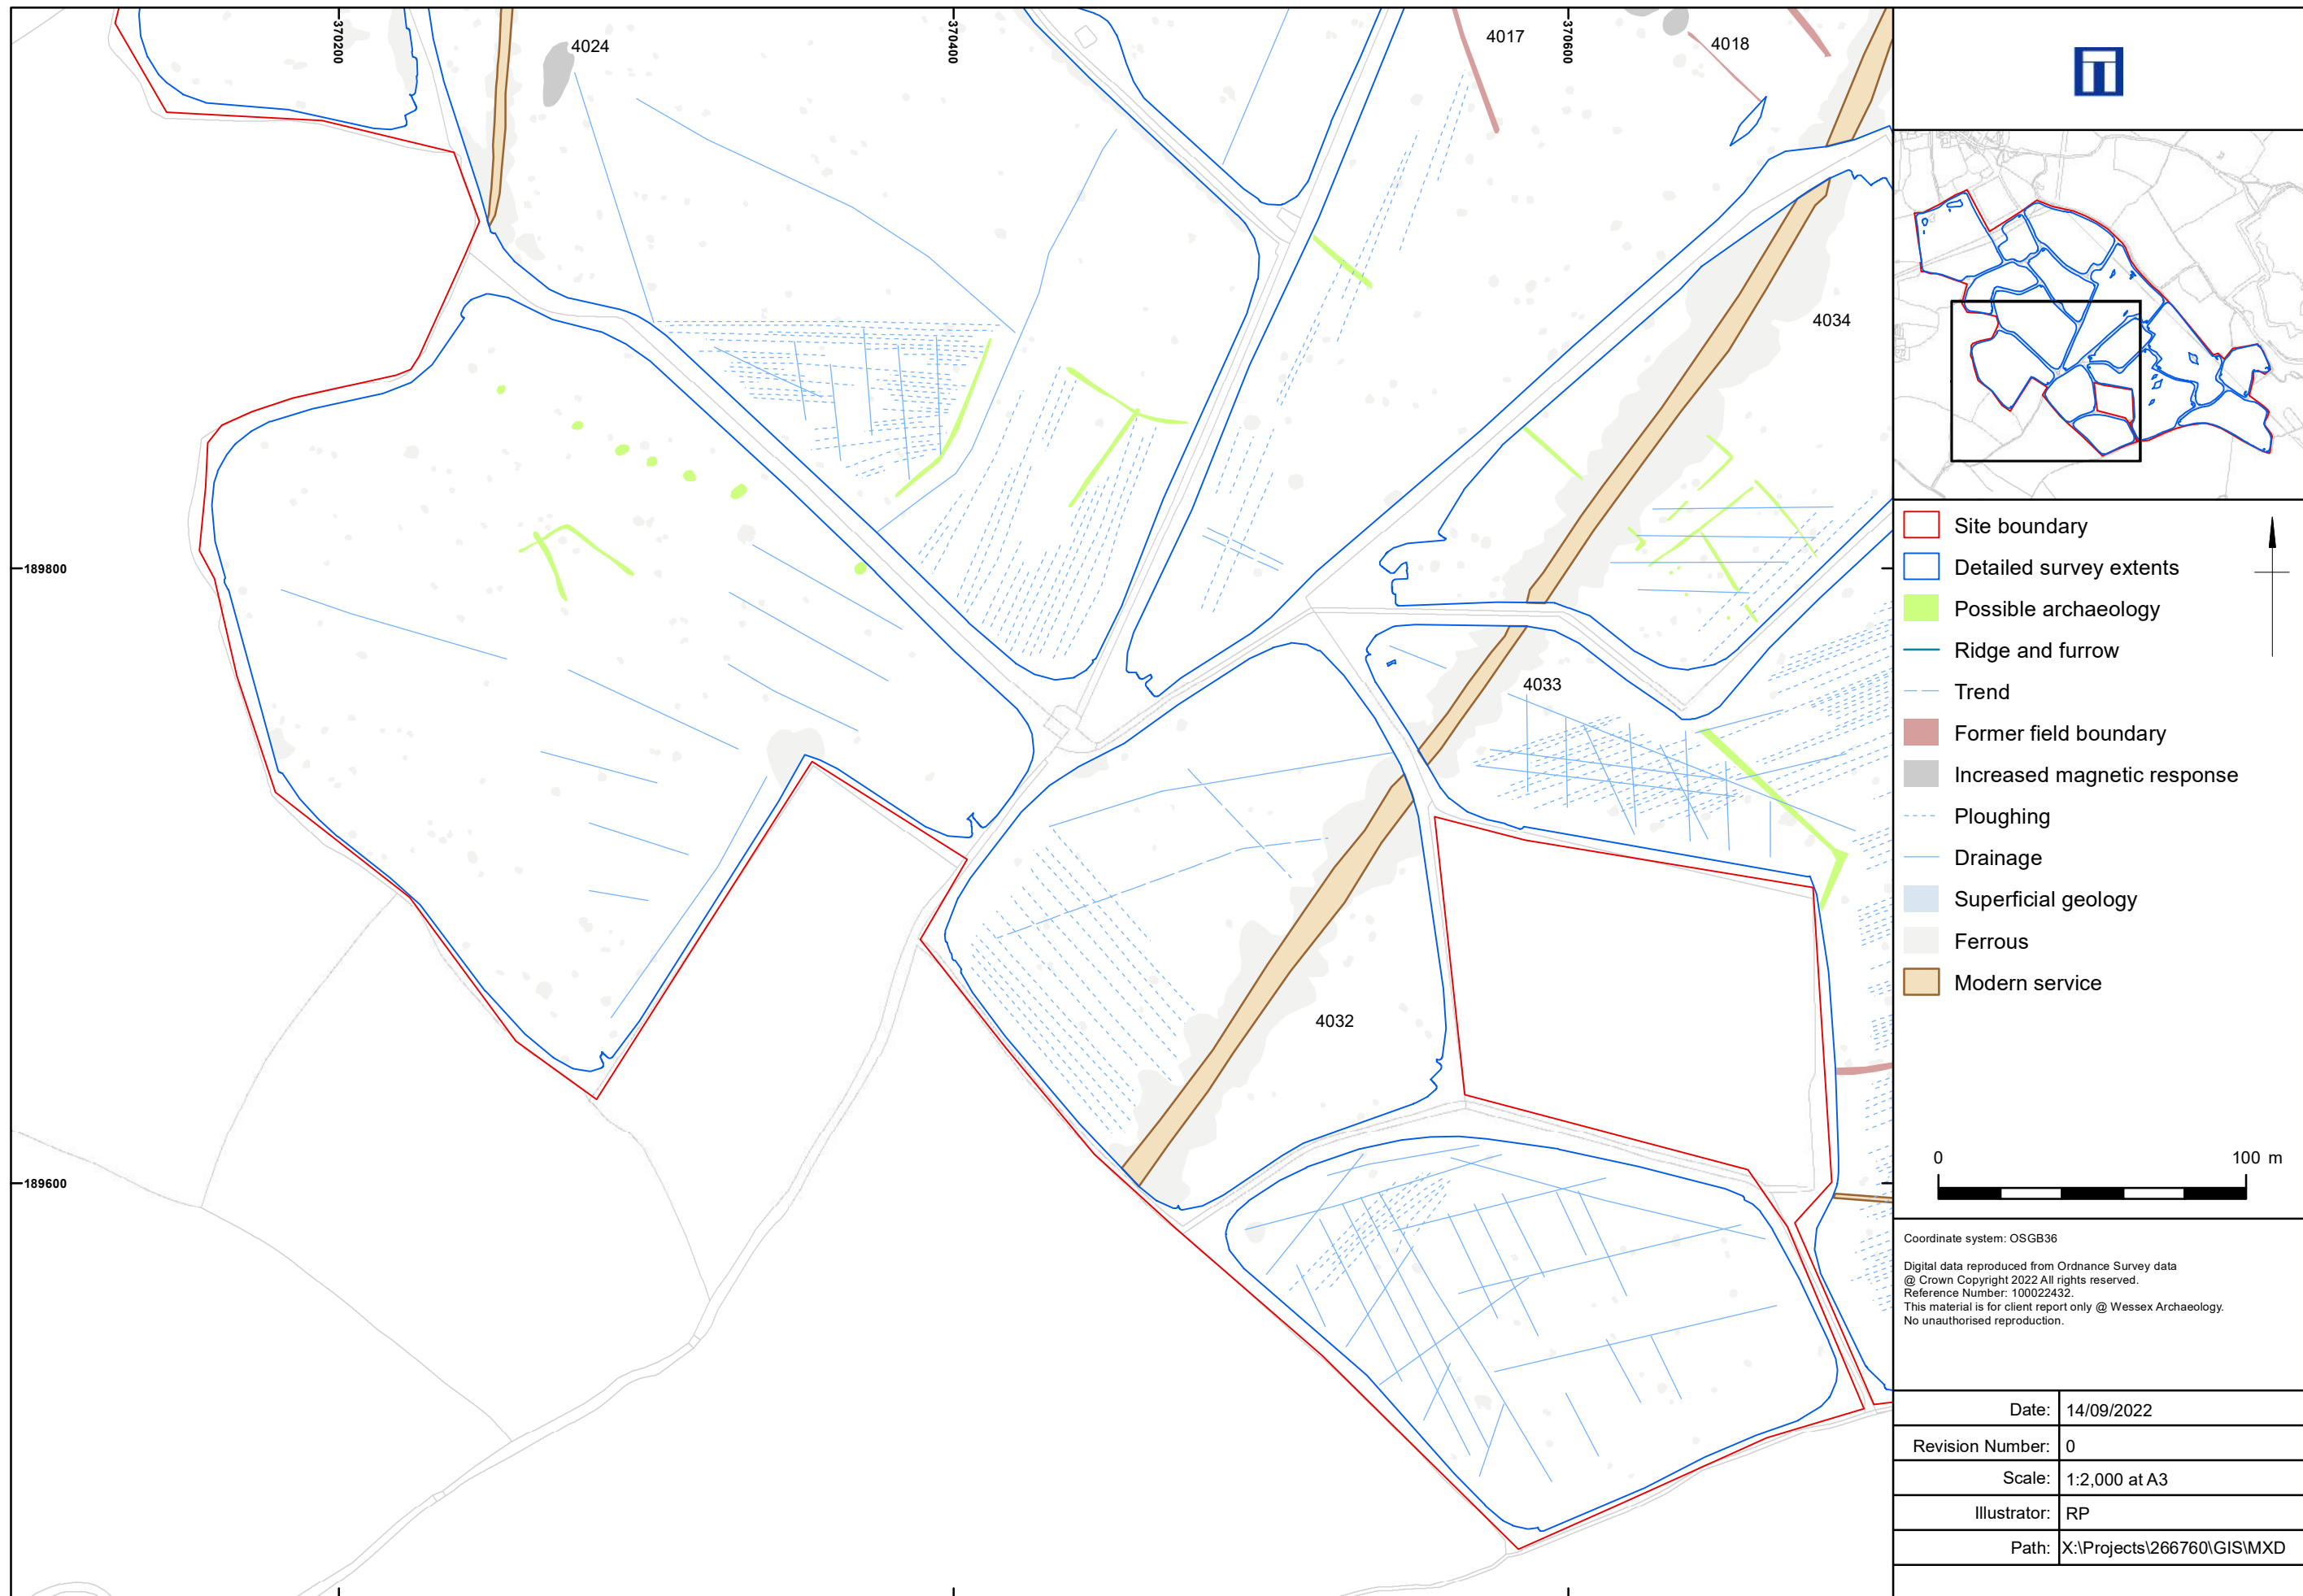 370200
370400
370600
4024
4017
4018
4034
189800
4033
4032
189600
Site boundary
Detailed survey extents
Possible archaeology
Ridge and furrow
Trend
Former field boundary
Increased magnetic response
Ploughing
Drainage
Superficial geology
Ferrous
Modern service
0 100 m
Coordinate system: OSGB36
Digital data reproduced from Ordnance Survey data
@ Crown Copyright 2022 All rights reserved.
Reference Number: 100022432.
This material is for client report only @ Wessex Archaeology.
No unauthorised reproduction.
Date: 14/09/2022
Revision Number: 0
Scale: 1:2,000 at A3
Illustrator: RP
Path: X:\Projects\266760\GIS\MXD